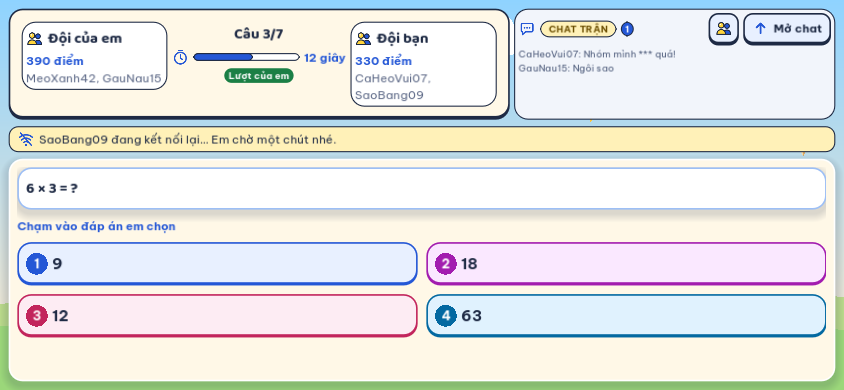 Đội của em
390 điểm
MeoXanh42, GauNau15
Câu 3/7
12 giây
Lượt của em
Đội bạn
330 điểm
CaHeoVui07,
SaoBang09
CHAT TRẬN
1
Mở chat
CaHeoVui07: Nhóm mình *** quá!
GauNau15: Ngôi sao
SaoBang09 đang kết nối lại... Em chờ một chút nhé.
6 × 3 = ?
Chạm vào đáp án em chọn
1 9
2 18
3 12
4 63